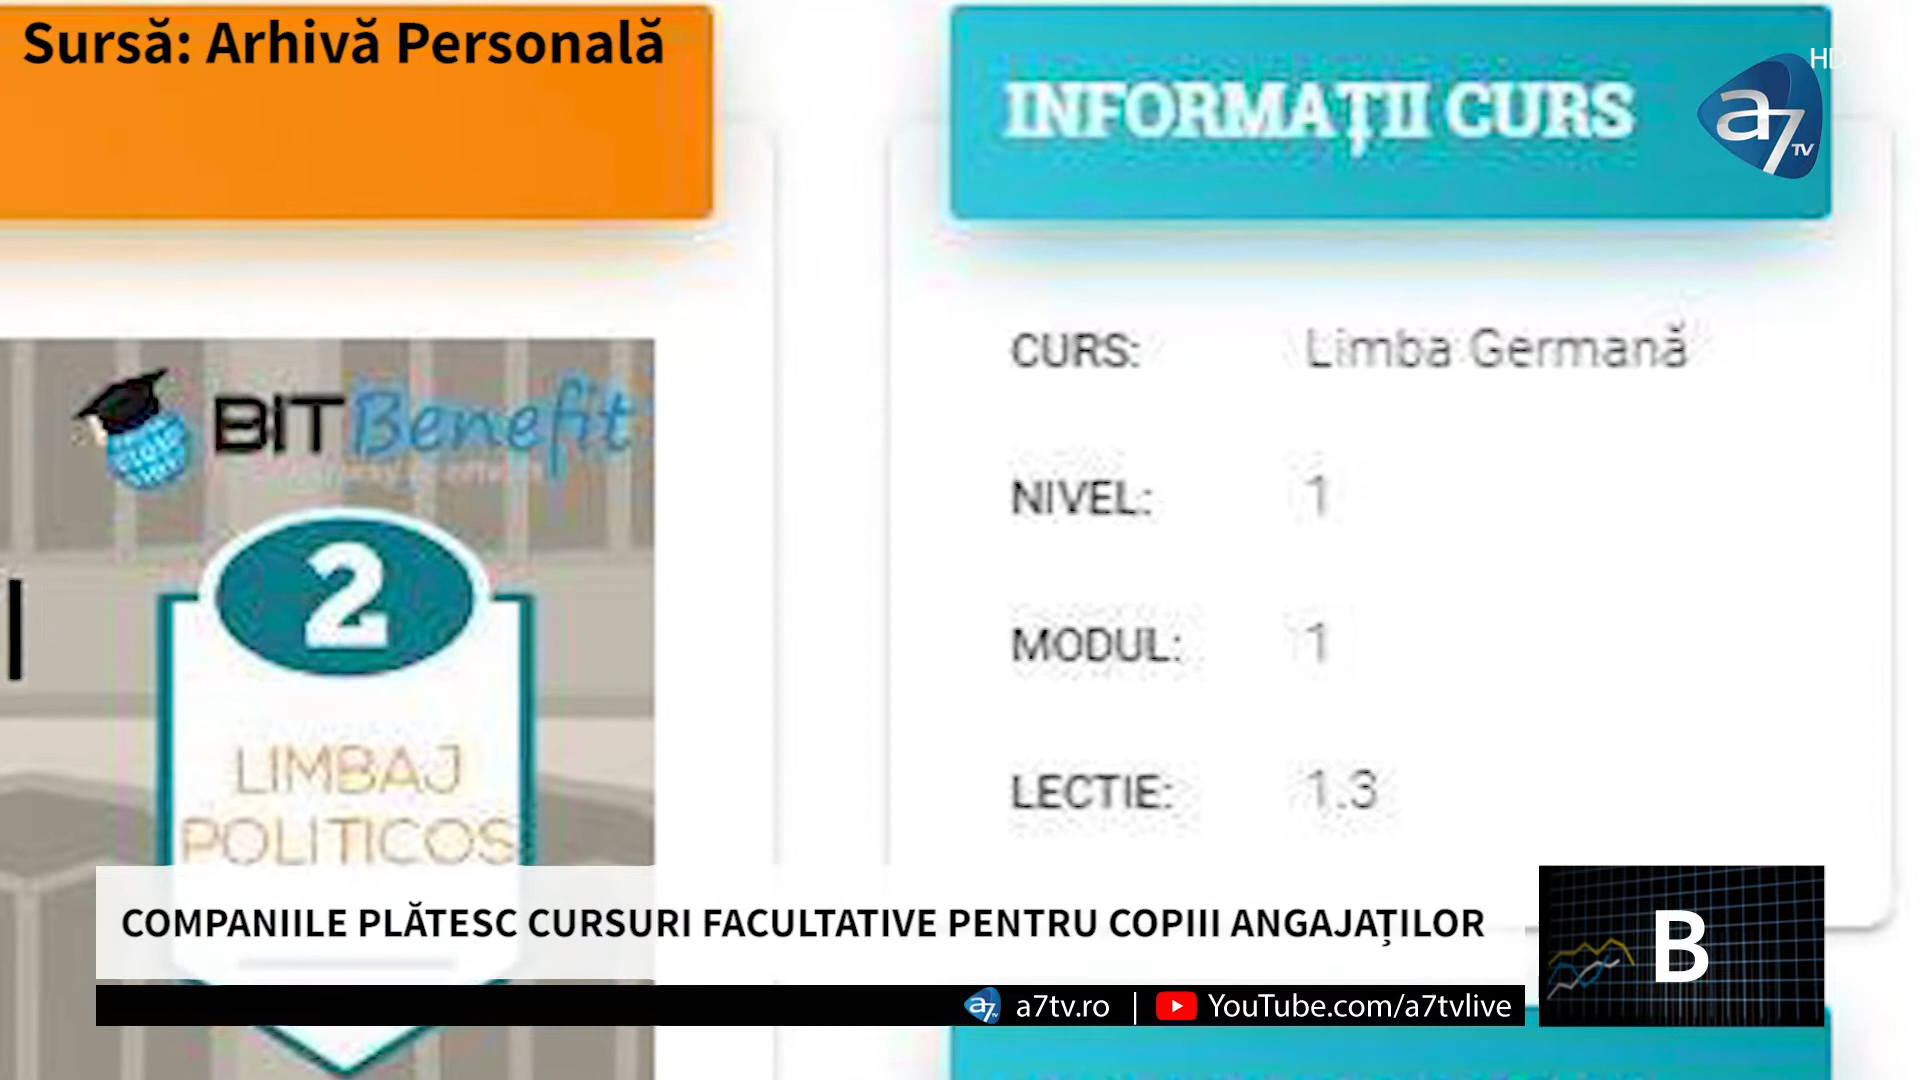 Sursă: Arhivă Personală
INFORMAȚII CURS
HD
a7 TV
CURS: Limba Germană
NIVEL: 1
MODUL: 1
LECTIE: 1.3
BIT Benefit
2
LIMBAJ
POLITICOS
COMPANIILE PLĂTESC CURSURI FACULTATIVE PENTRU COPIII ANGAJAȚILOR
B
a7 a7tv.ro | YouTube.com/a7tvlive